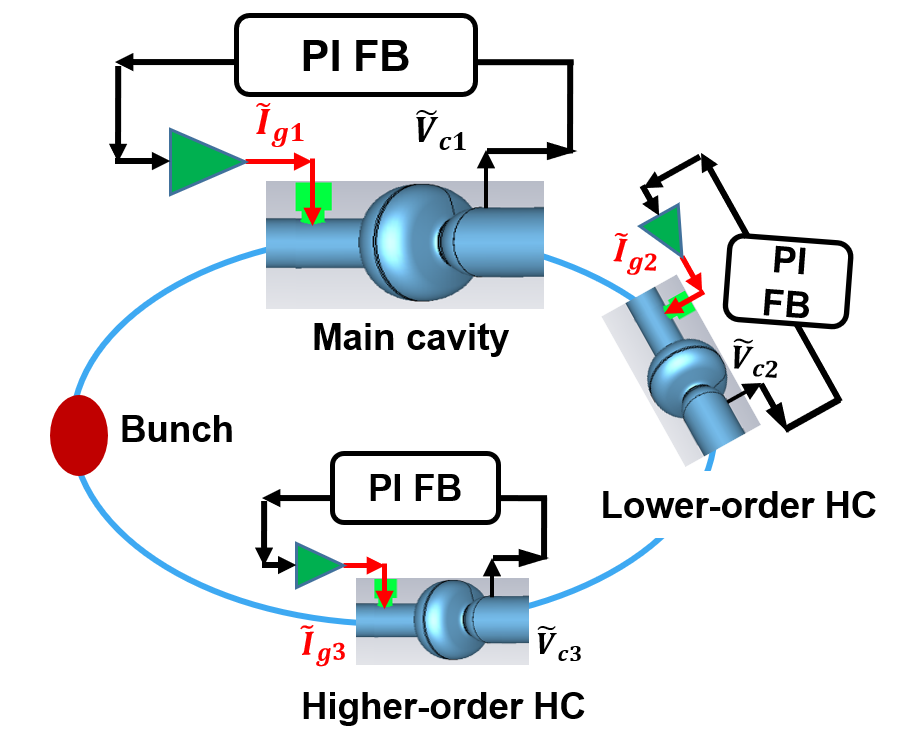 PI FB
Ĩg1
Ṽc1
PI
FB
Ĩg2
Ṽc2
Main cavity
Bunch
PI FB
Lower-order HC
Ĩg3
Ṽc3
Higher-order HC